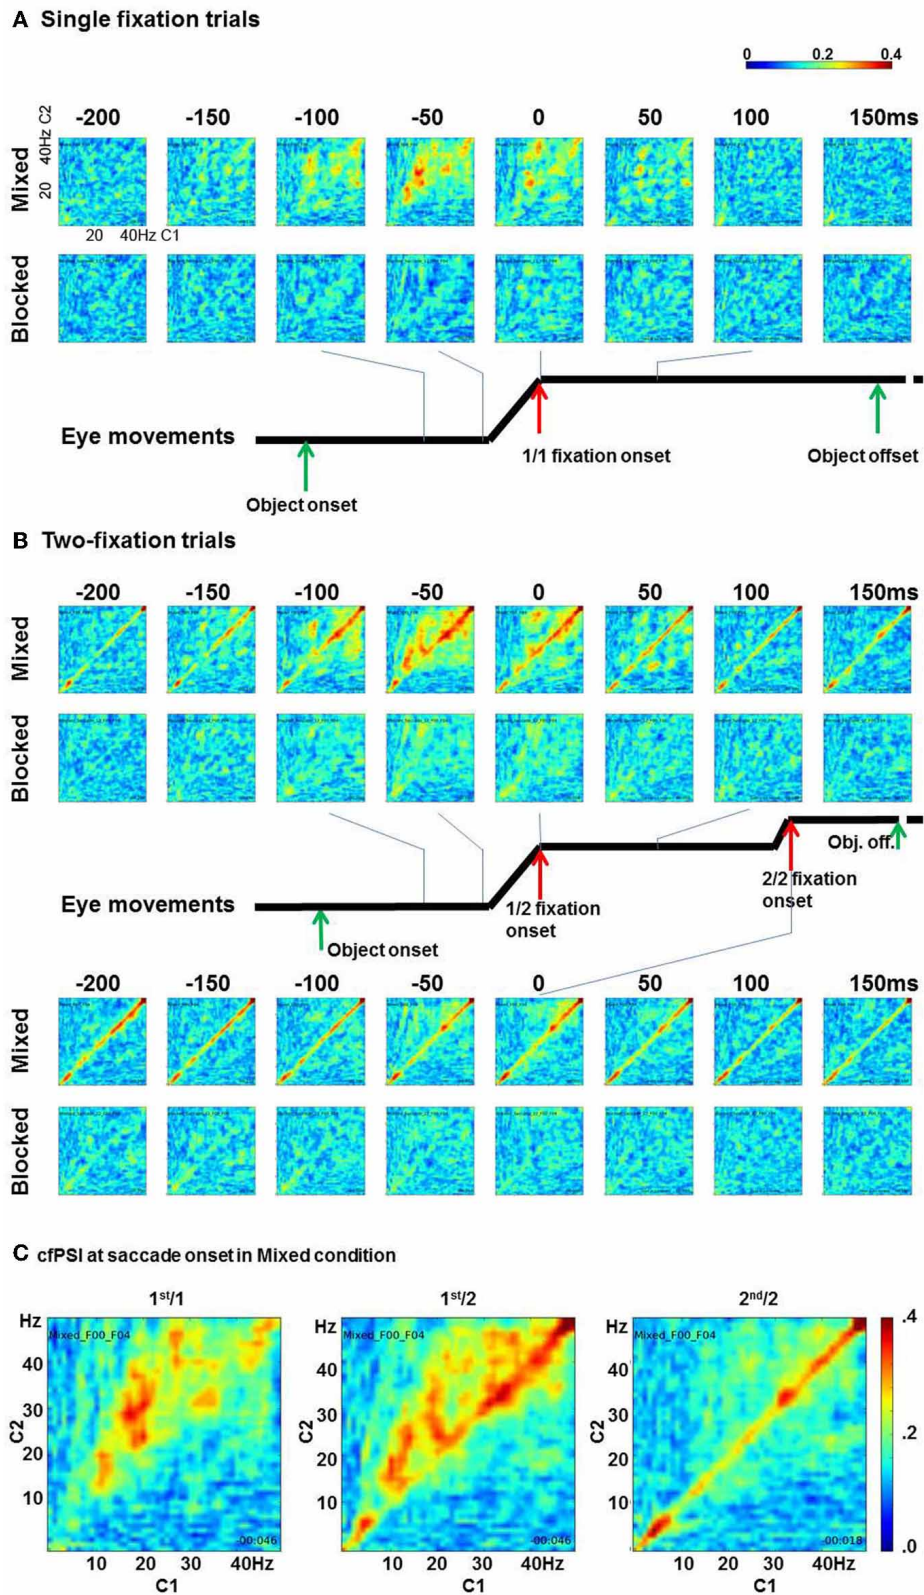 A Single fixation trials
0 0.2 0.4
-200 -150 -100 -50 0 50 100 150ms
Mixed
20 40Hz C2
20 40Hz C1
Blocked
Eye movements
1/1 fixation onset
Object offset
Object onset
B Two-fixation trials
-200 -150 -100 -50 0 50 100 150ms
Mixed
Blocked
Obj. off.
2/2 fixation
onset
Eye movements
1/2 fixation
onset
Object onset
-200 -150 -100 -50 0 50 100 150ms
Mixed
Blocked
C cfPSI at saccade onset in Mixed condition
1st/1 1st/2 2nd/2
Hz Hz Hz .4
Mixed_F00_F04 Mixed_F00_F04 Mixed_F00_F04
40 40 40
30 30 30
C2 C2 C2
.2
20 20 20
10 10 10
-00:046 -00:046 -00:018 .0
10 20 30 40Hz 10 20 30 40Hz 10 20 30 40Hz
C1 C1 C1